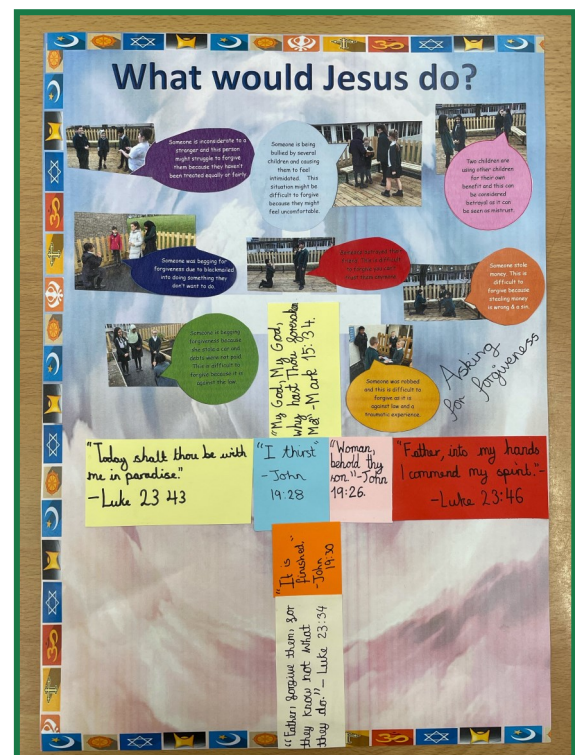 What would Jesus do?
Someone is inconsiderate to a
stranger and this person
might struggle to forgive
them because they haven't
been treated equally or fairly.
Someone is being
bullied by several
children and causing
them to feel
intimidated. This
situation might be
difficult to forgive
because they might
feel uncomfortable.
Two children are
using other children
for their own
benefit and this can
be considered
betrayal as it can
be seen as mistrust.
Someone was begging for
forgiveness due to blackmailed
into doing something they
don't want to do.
Someone stole
money. This is
difficult to
forgive because
stealing money
is wrong & a sin.
Someone is begging
forgiveness because
she stole a car and
debts were not paid.
This is difficult to
forgive because it is
against the law.
Someone was robbed
and this is difficult to
forgive as it is
against law and a
traumatic experience.
Asking
for forgiveness
"My God, My God,
why hast Thou forsaken
Me" - Mark 15:34.
"Today shalt thou be with
me in paradise."
- Luke 23 43
"I thirst"
- John
19:28
"Woman,
behold thy
son." - John
19:26.
"Father, into my hands
I commend my spirit." -
- Luke 23:46
"It is
finished."
- John
19:30
"Father, forgive them; for
they know not what
they do." - Luke 23:34